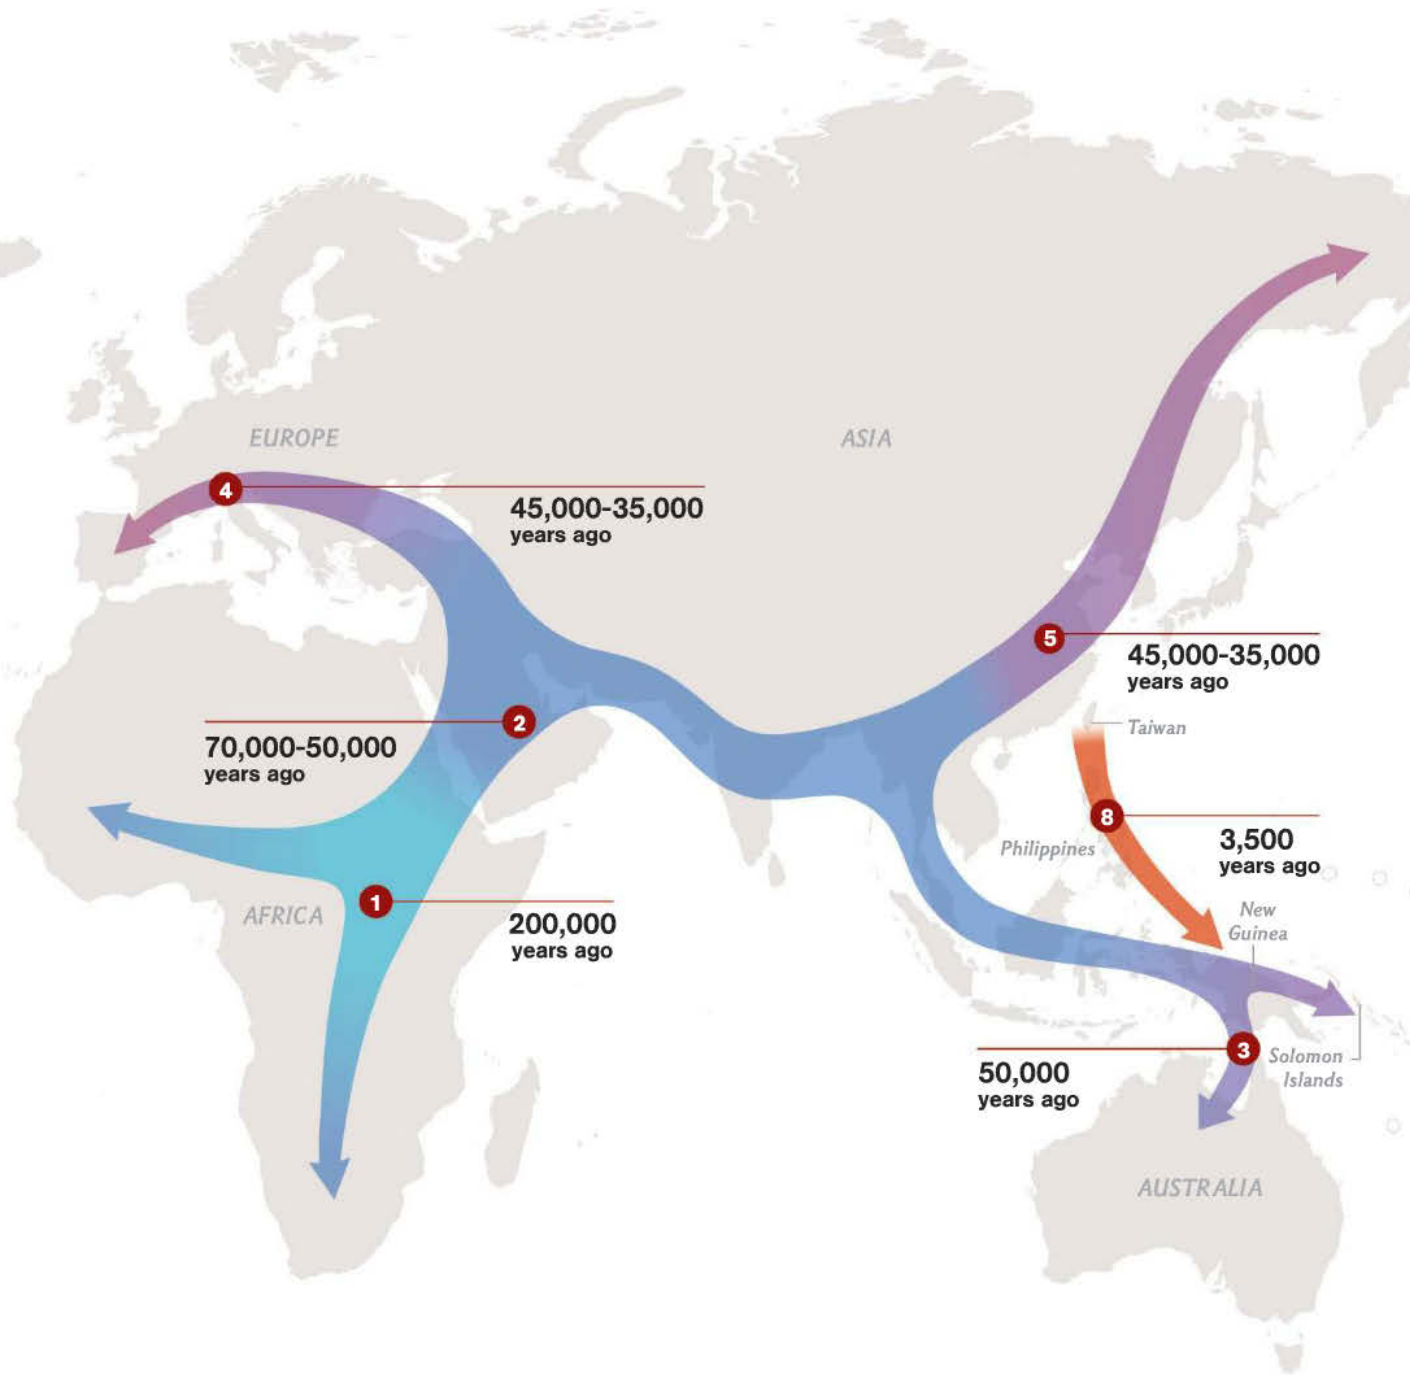 EUROPE
ASIA
4
45,000-35,000
years ago
5
45,000-35,000
years ago
2
70,000-50,000
years ago
Taiwan
8
3,500
years ago
Philippines
1
200,000
years ago
AFRICA
New
Guinea
3
50,000
years ago
Solomon
Islands
AUSTRALIA